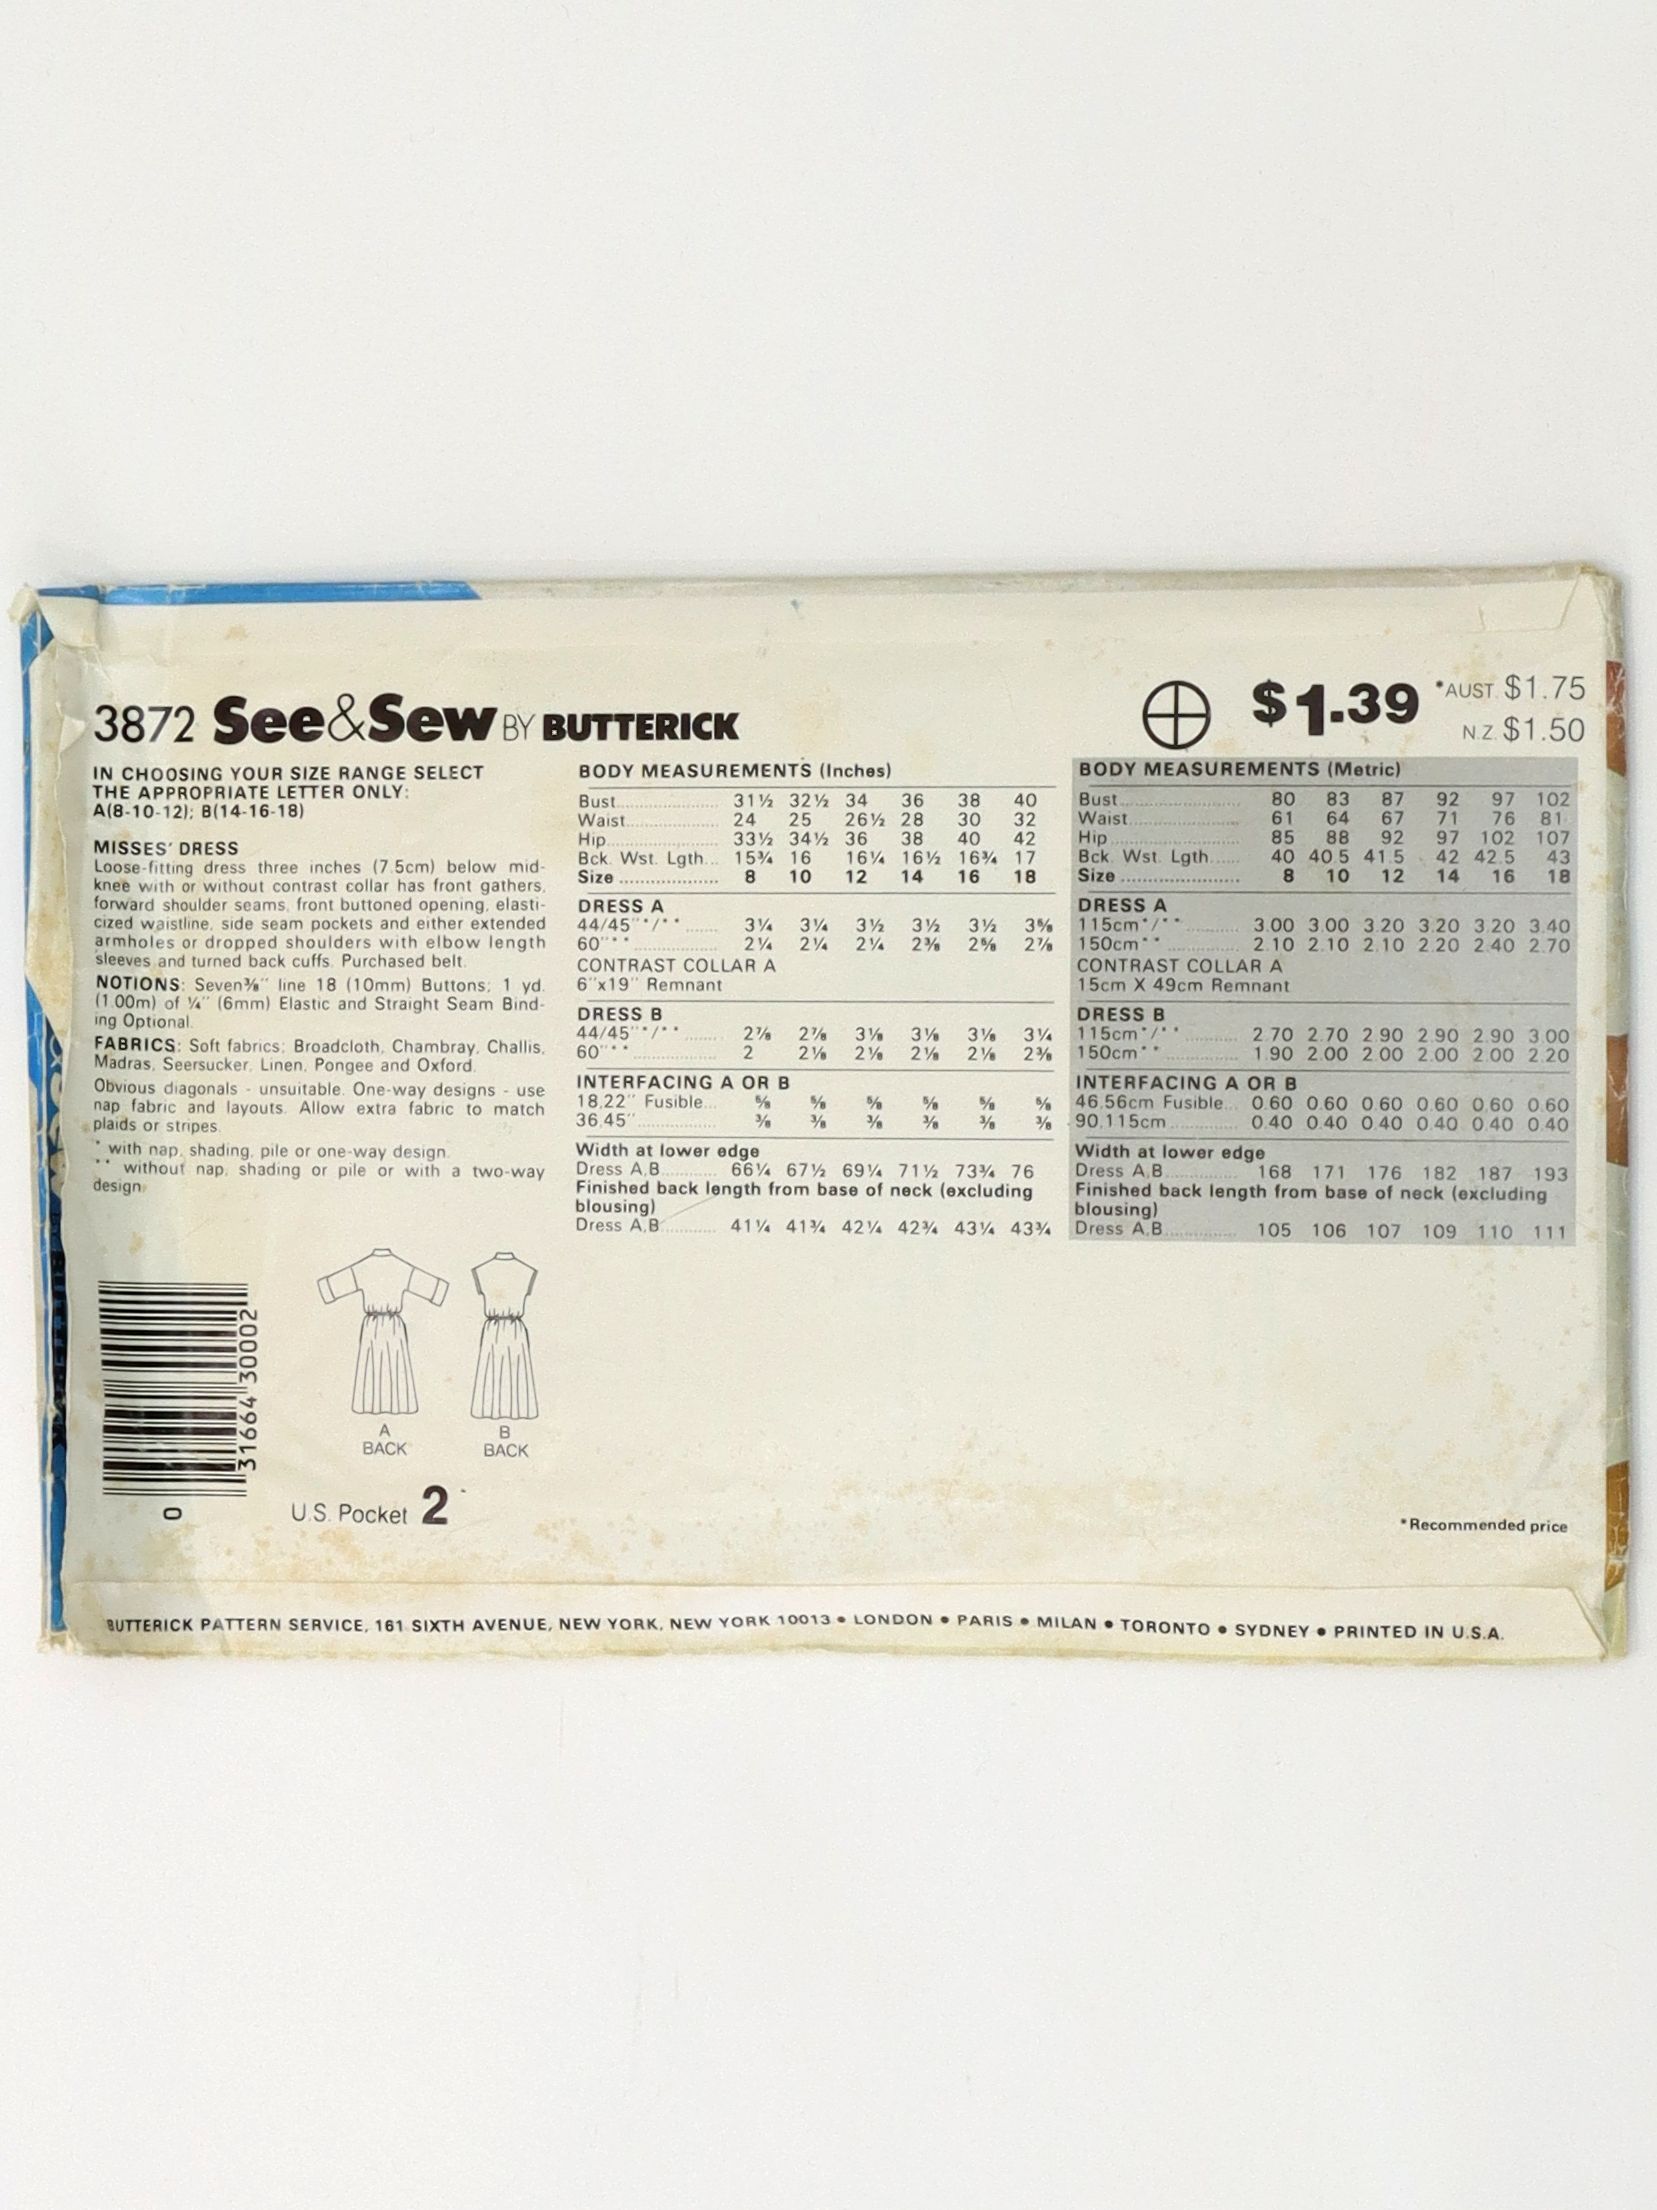 3872 See&Sew BY BUTTERICK
$1.39 *AUST. $1.75
N.Z. $1.50
IN CHOOSING YOUR SIZE RANGE SELECT
THE APPROPRIATE LETTER ONLY:
A(8-10-12); B(14-16-18)
MISSES' DRESS
Loose-fitting dress three inches (7.5cm) below mid-
knee with or without contrast collar has front gathers,
forward shoulder seams, front buttoned opening, elasti-
cized waistline, side seam pockets and either extended
armholes or dropped shoulders with elbow length
sleeves and turned back cuffs. Purchased belt.
NOTIONS: Seven⅜" line 18 (10mm) Buttons; 1 yd.
(1.00m) of ¼" (6mm) Elastic and Straight Seam Bind-
ing Optional.
FABRICS: Soft fabrics: Broadcloth, Chambray, Challis,
Madras, Seersucker, Linen, Pongee and Oxford.
Obvious diagonals - unsuitable. One-way designs - use
nap fabric and layouts. Allow extra fabric to match
plaids or stripes.
* with nap, shading, pile or one-way design.
** without nap, shading or pile or with a two-way
design.
BODY MEASUREMENTS (Inches)
Bust 31½ 32½ 34 36 38 40
Waist 24 25 26½ 28 30 32
Hip 33½ 34½ 36 38 40 42
Bck. Wst. Lgth... 15¾ 16 16¼ 16½ 16¾ 17
Size 8 10 12 14 16 18
DRESS A
44/45"*/** 3¼ 3¼ 3½ 3½ 3½ 3⅝
60"** 2¼ 2¼ 2¼ 2⅜ 2⅝ 2⅞
CONTRAST COLLAR A
6"x19" Remnant
DRESS B
44/45"*/** 2⅞ 2⅞ 3⅛ 3⅛ 3⅛ 3¼
60"** 2 2⅛ 2⅛ 2⅛ 2⅛ 2⅜
INTERFACING A OR B
18,22" Fusible... ⅝ ⅝ ⅝ ⅝ ⅝ ⅝
36,45" ⅜ ⅜ ⅜ ⅜ ⅜ ⅜
Width at lower edge
Dress A,B 66¼ 67½ 69¼ 71½ 73¾ 76
Finished back length from base of neck (excluding
blousing)
Dress A,B 41¼ 41¾ 42¼ 42¾ 43¼ 43¾
BODY MEASUREMENTS (Metric)
Bust 80 83 87 92 97 102
Waist 61 64 67 71 76 81
Hip 85 88 92 97 102 107
Bck. Wst. Lgth. 40 40.5 41.5 42 42.5 43
Size 8 10 12 14 16 18
DRESS A
115cm*/** 3.00 3.00 3.20 3.20 3.20 3.40
150cm** 2.10 2.10 2.10 2.20 2.40 2.70
CONTRAST COLLAR A
15cm X 49cm Remnant
DRESS B
115cm*/** 2.70 2.70 2.90 2.90 2.90 3.00
150cm** 1.90 2.00 2.00 2.00 2.00 2.20
INTERFACING A OR B
46,56cm Fusible... 0.60 0.60 0.60 0.60 0.60 0.60
90,115cm 0.40 0.40 0.40 0.40 0.40 0.40
Width at lower edge
Dress A,B 168 171 176 182 187 193
Finished back length from base of neck (excluding
blousing)
Dress A,B 105 106 107 109 110 111
0 31664 30002
A
BACK
B
BACK
U.S. Pocket 2
*Recommended price
BUTTERICK PATTERN SERVICE, 161 SIXTH AVENUE, NEW YORK, NEW YORK 10013 • LONDON • PARIS • MILAN • TORONTO • SYDNEY • PRINTED IN U.S.A.